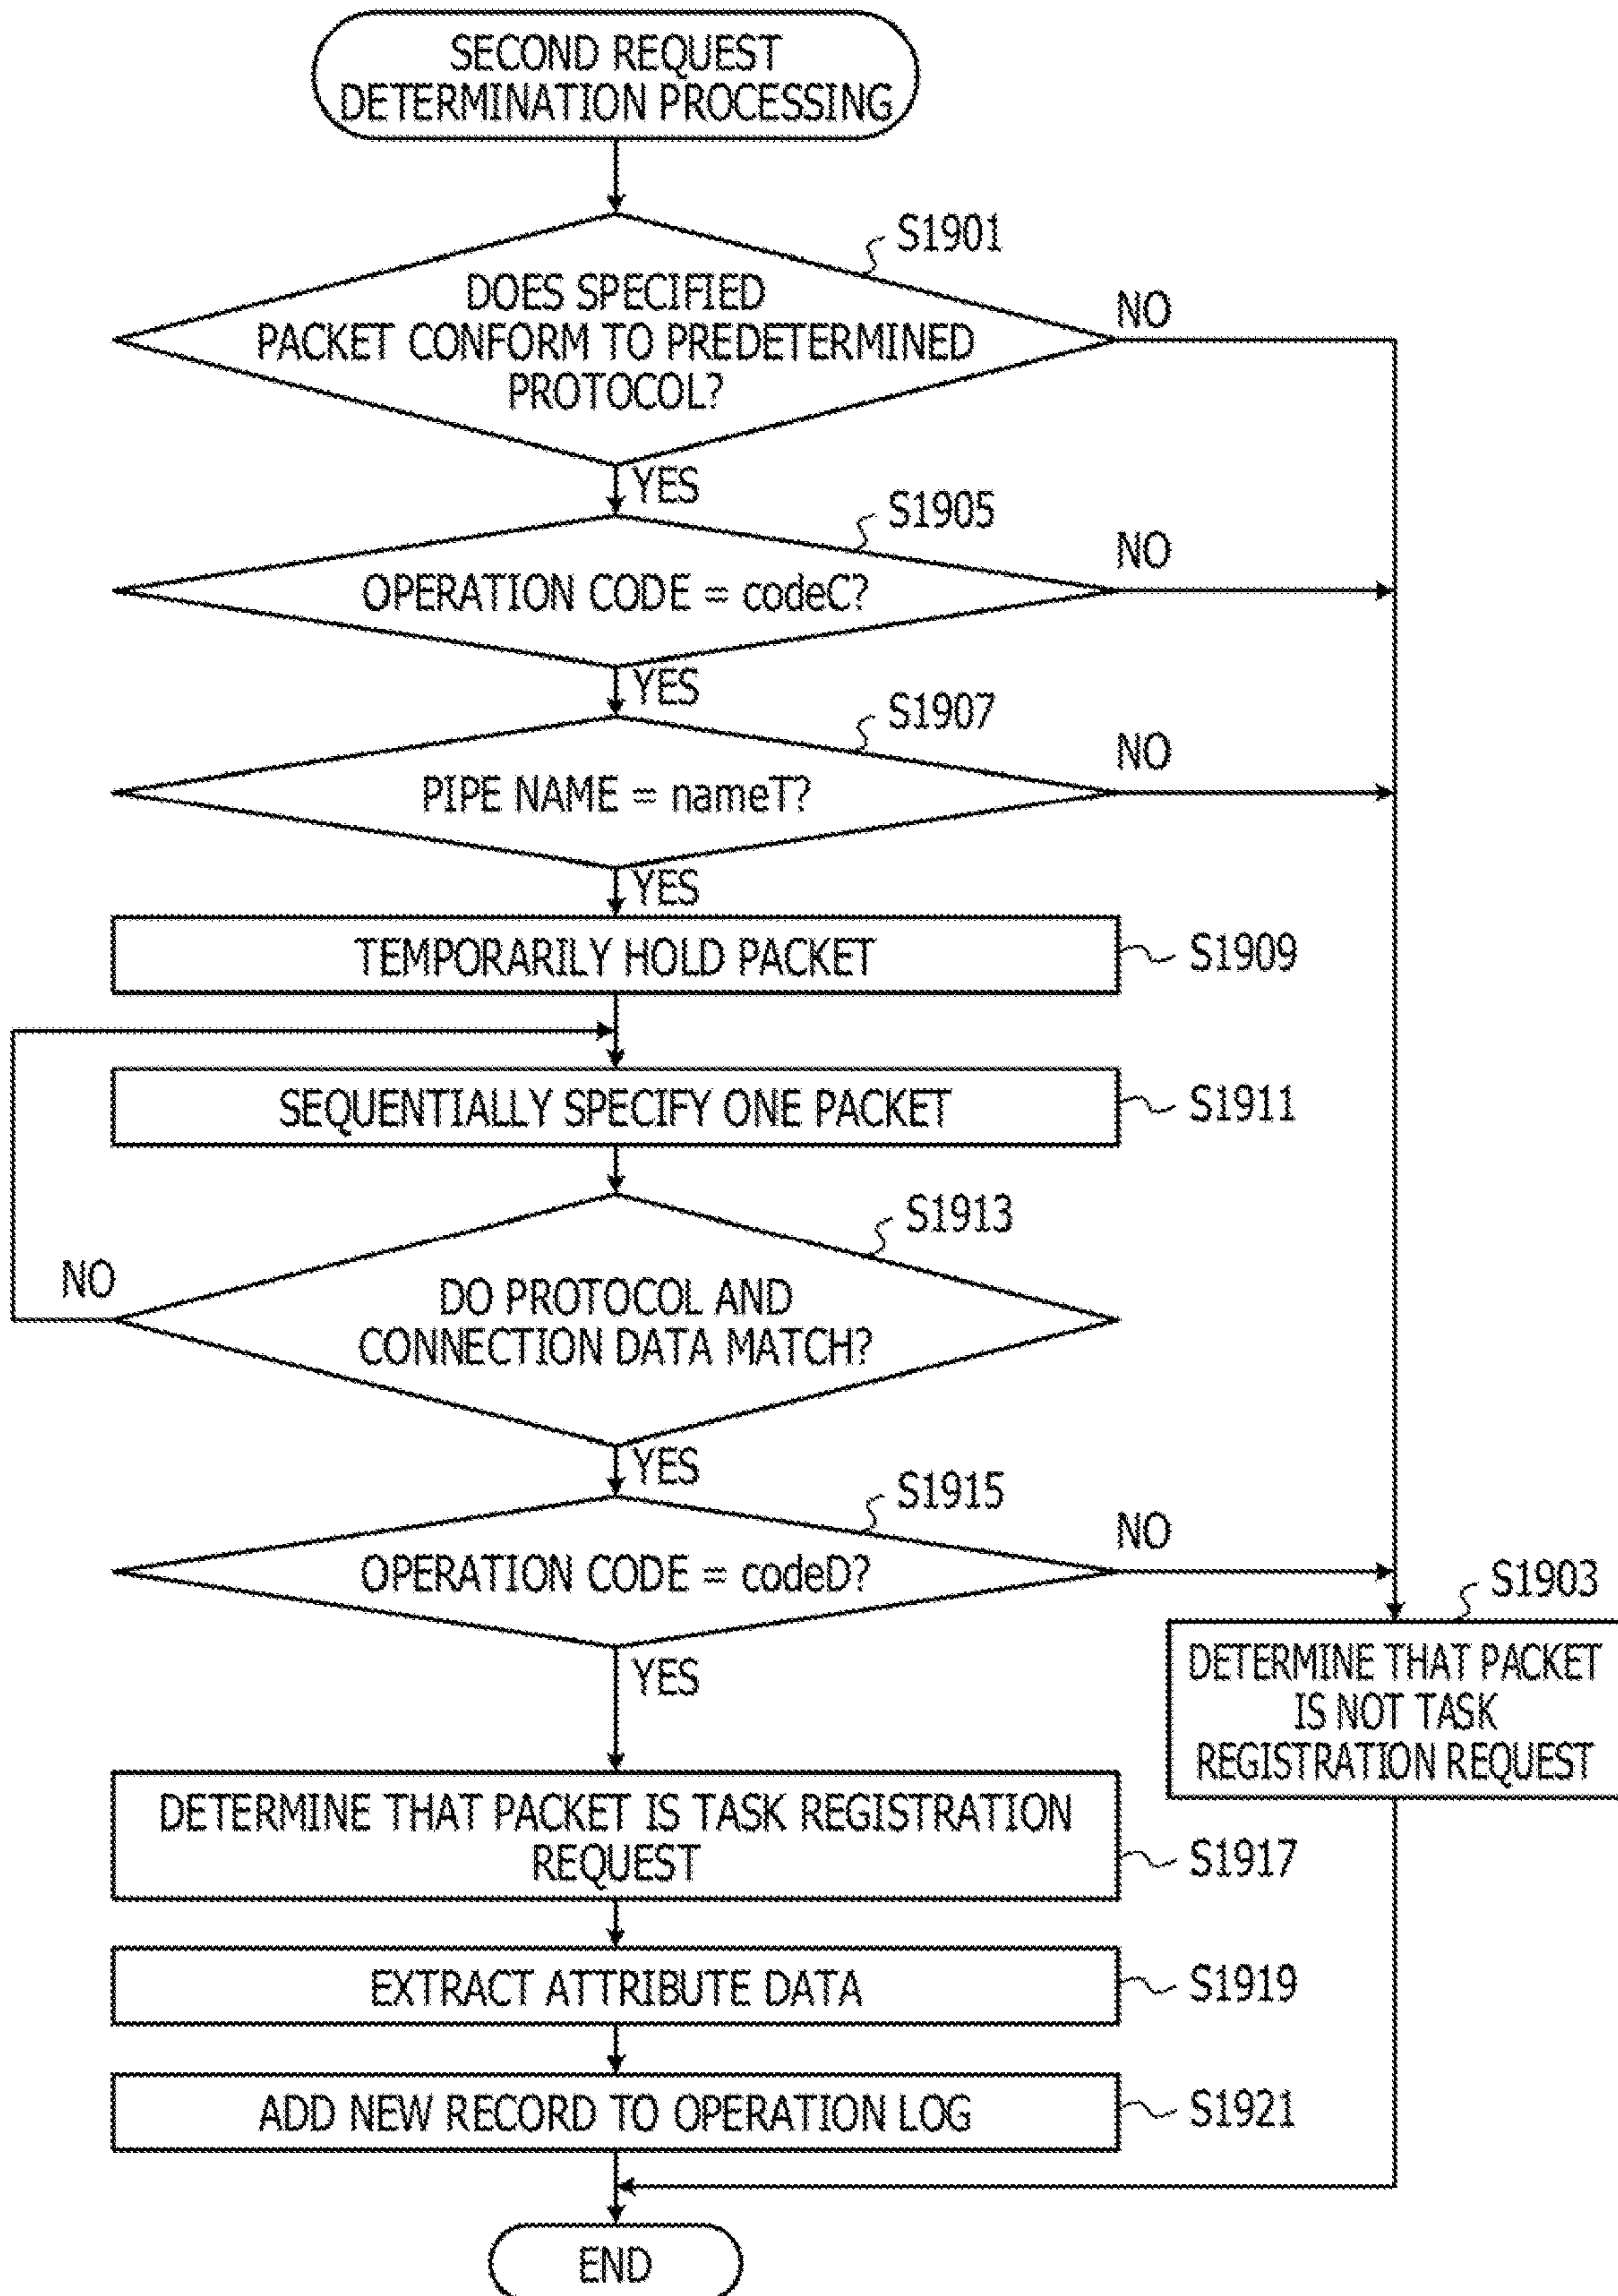 SECOND REQUEST
DETERMINATION PROCESSING
S1901
DOES SPECIFIED
PACKET CONFORM TO PREDETERMINED
PROTOCOL?
NO
YES
S1905
OPERATION CODE = codeC?
NO
YES
S1907
PIPE NAME = nameT?
NO
YES
TEMPORARILY HOLD PACKET
S1909
SEQUENTIALLY SPECIFY ONE PACKET
S1911
S1913
DO PROTOCOL AND
CONNECTION DATA MATCH?
NO
YES
S1915
OPERATION CODE = codeD?
NO
YES
S1903
DETERMINE THAT PACKET
IS NOT TASK
REGISTRATION REQUEST
DETERMINE THAT PACKET IS TASK REGISTRATION
REQUEST
S1917
EXTRACT ATTRIBUTE DATA
S1919
ADD NEW RECORD TO OPERATION LOG
S1921
END